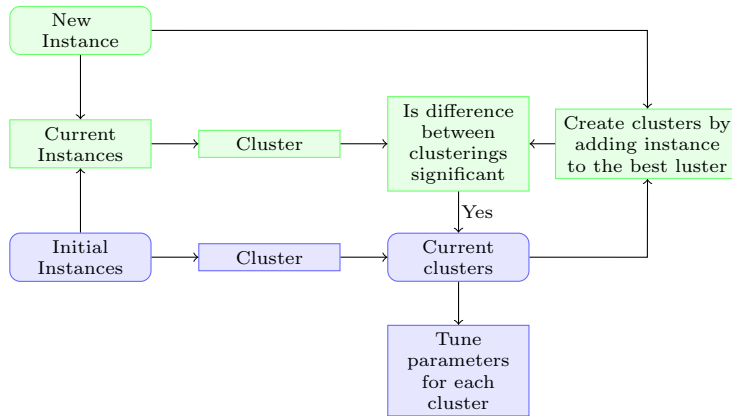 New
Instance
Current
Instances
Cluster
Is difference
between
clusterings
significant
Create clusters by
adding instance
to the best luster
Yes
Initial
Instances
Cluster
Current
clusters
Tune
parameters
for each
cluster